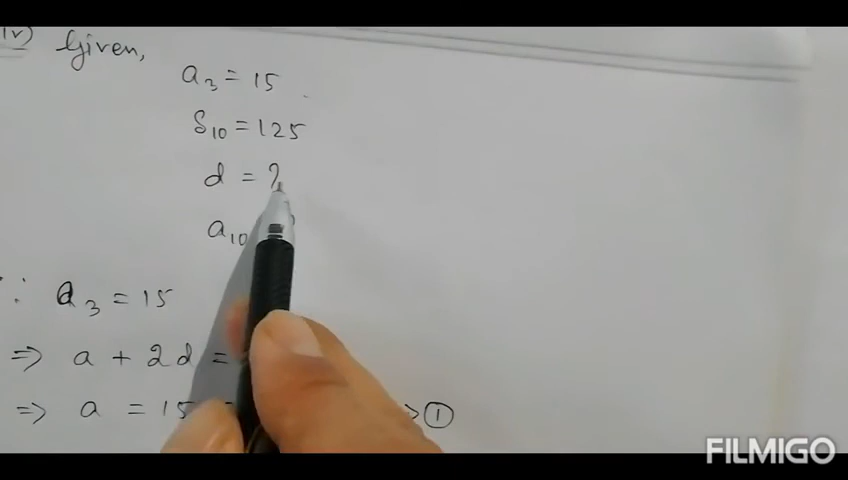 iv) Given,
a₃ = 15
S₁₀ = 125
d = ?
a₁₀
∵ a₃ = 15
⇒ a + 2d =
⇒ a = 15 → ①
FILMIGO